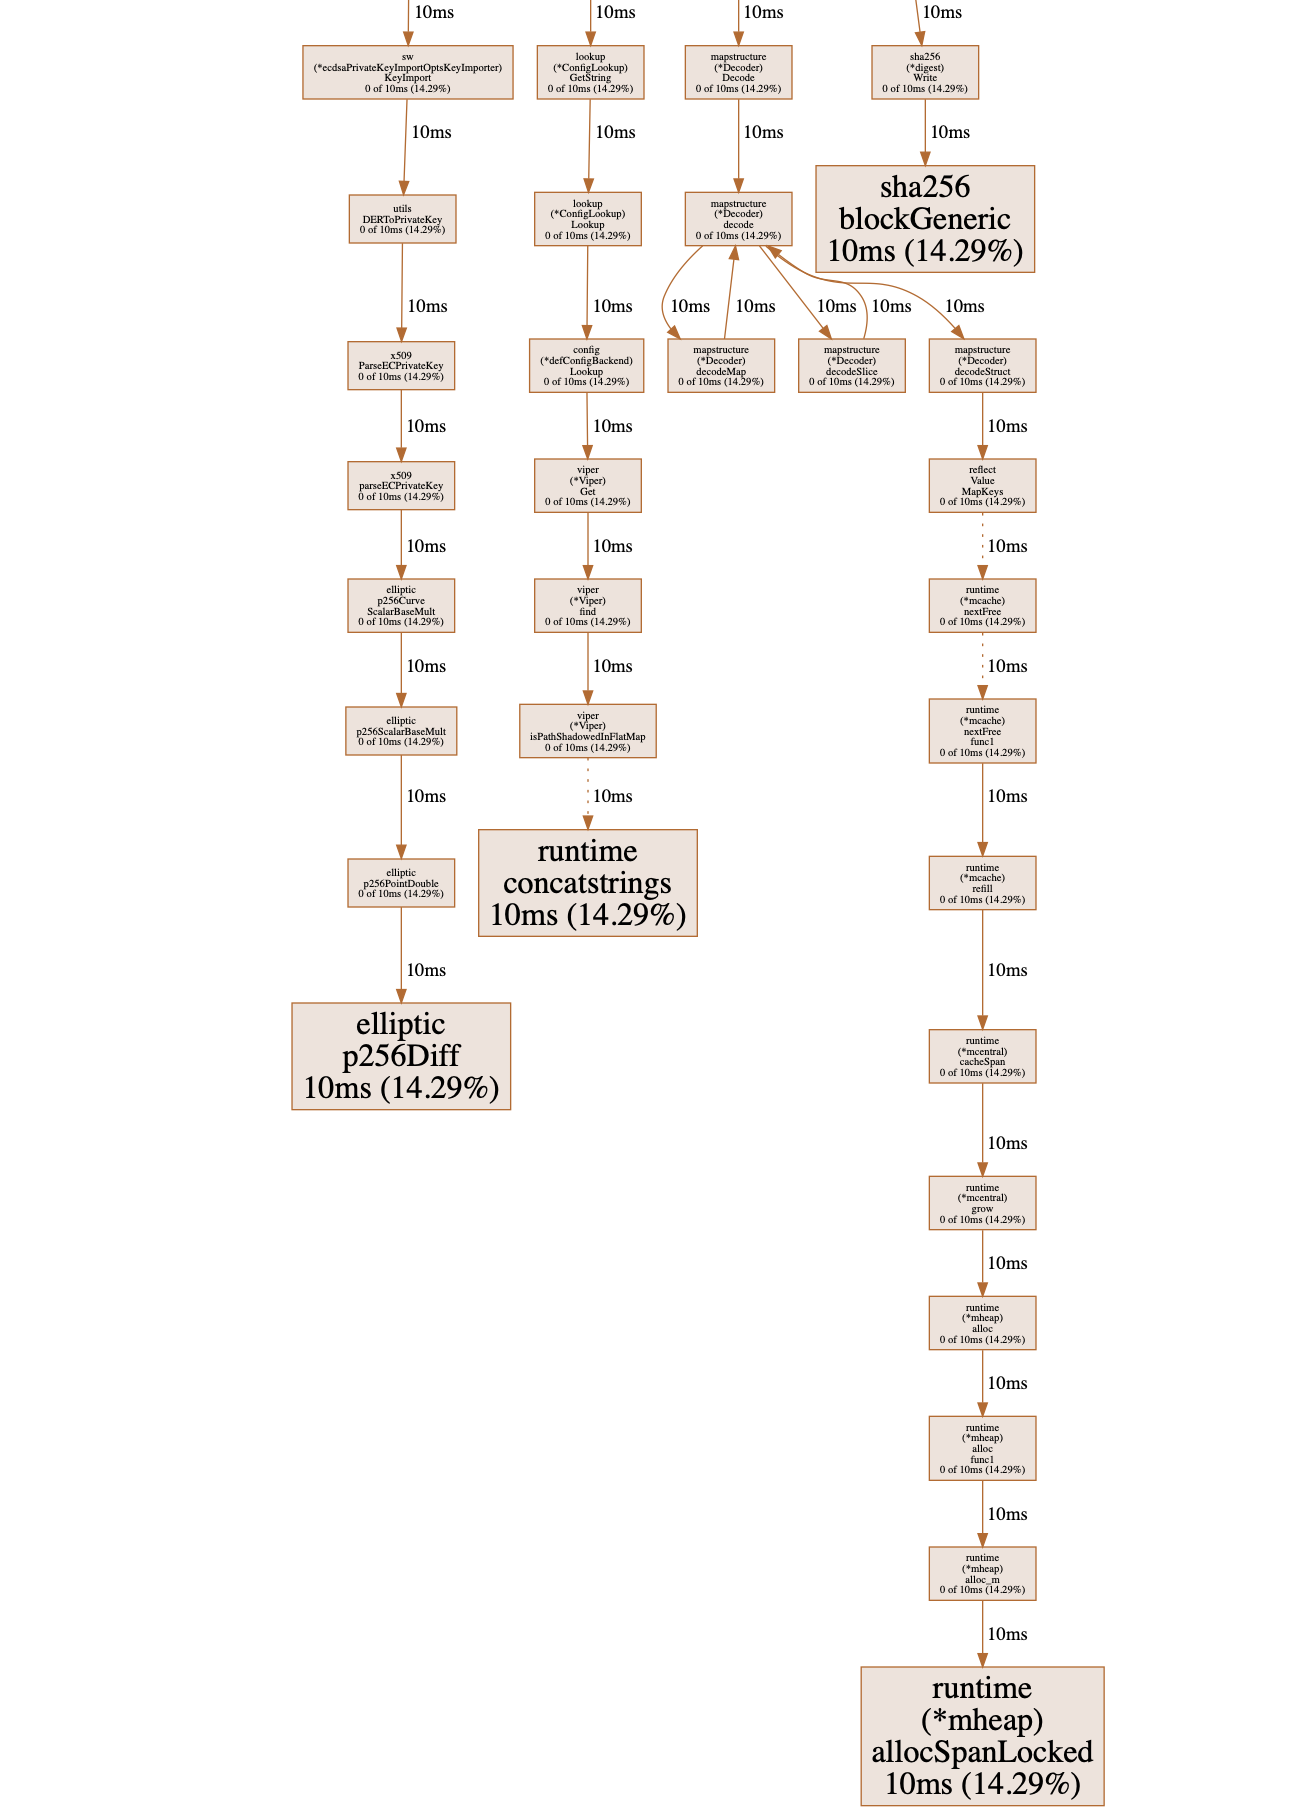 10ms
10ms
10ms
10ms
sw
(*ecdsaPrivateKeyImportOptsKeyImporter)
KeyImport
0 of 10ms (14.29%)
lookup
(*ConfigLookup)
GetString
0 of 10ms (14.29%)
mapstructure
(*Decoder)
Decode
0 of 10ms (14.29%)
sha256
(*digest)
Write
0 of 10ms (14.29%)
10ms
10ms
10ms
10ms
utils
DERToPrivateKey
0 of 10ms (14.29%)
lookup
(*ConfigLookup)
Lookup
0 of 10ms (14.29%)
mapstructure
(*Decoder)
decode
0 of 10ms (14.29%)
sha256
blockGeneric
10ms (14.29%)
10ms
10ms
10ms
10ms
10ms
10ms
10ms
x509
ParseECPrivateKey
0 of 10ms (14.29%)
config
(*defConfigBackend)
Lookup
0 of 10ms (14.29%)
mapstructure
(*Decoder)
decodeMap
0 of 10ms (14.29%)
mapstructure
(*Decoder)
decodeSlice
0 of 10ms (14.29%)
mapstructure
(*Decoder)
decodeStruct
0 of 10ms (14.29%)
10ms
10ms
10ms
x509
parseECPrivateKey
0 of 10ms (14.29%)
viper
(*Viper)
Get
0 of 10ms (14.29%)
reflect
Value
MapKeys
0 of 10ms (14.29%)
10ms
10ms
10ms
elliptic
p256Curve
ScalarBaseMult
0 of 10ms (14.29%)
viper
(*Viper)
find
0 of 10ms (14.29%)
runtime
(*mcache)
nextFree
0 of 10ms (14.29%)
10ms
10ms
10ms
elliptic
p256ScalarBaseMult
0 of 10ms (14.29%)
viper
(*Viper)
isPathShadowedInFlatMap
0 of 10ms (14.29%)
runtime
(*mcache)
nextFree
func1
0 of 10ms (14.29%)
10ms
10ms
10ms
elliptic
p256PointDouble
0 of 10ms (14.29%)
runtime
concatstrings
10ms (14.29%)
runtime
(*mcache)
refill
0 of 10ms (14.29%)
10ms
10ms
elliptic
p256Diff
10ms (14.29%)
runtime
(*mcentral)
cacheSpan
0 of 10ms (14.29%)
10ms
runtime
(*mcentral)
grow
0 of 10ms (14.29%)
10ms
runtime
(*mheap)
alloc
0 of 10ms (14.29%)
10ms
runtime
(*mheap)
alloc
func1
0 of 10ms (14.29%)
10ms
runtime
(*mheap)
alloc_m
0 of 10ms (14.29%)
10ms
runtime
(*mheap)
allocSpanLocked
10ms (14.29%)